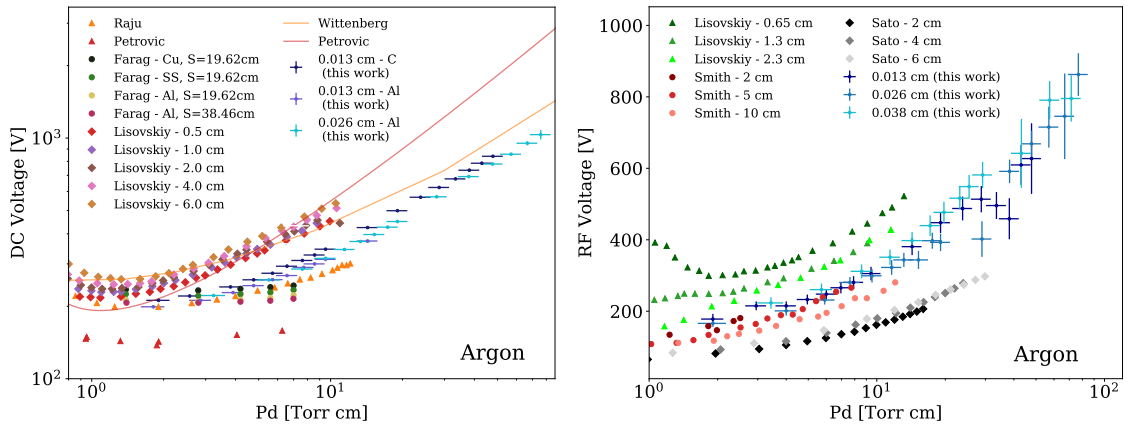 Raju
Petrovic
Farag - Cu, S=19.62cm
Farag - SS, S=19.62cm
Farag - Al, S=19.62cm
Farag - Al, S=38.46cm
Lisovskiy - 0.5 cm
Lisovskiy - 1.0 cm
Lisovskiy - 2.0 cm
Lisovskiy - 4.0 cm
Lisovskiy - 6.0 cm
Wittenberg
Petrovic
0.013 cm - C
(this work)
0.013 cm - Al
(this work)
0.026 cm - Al
(this work)
DC Voltage [V]
10³
10²
Argon
10⁰
10¹
Pd [Torr cm]
Lisovskiy - 0.65 cm
Lisovskiy - 1.3 cm
Lisovskiy - 2.3 cm
Smith - 2 cm
Smith - 5 cm
Smith - 10 cm
Sato - 2 cm
Sato - 4 cm
Sato - 6 cm
0.013 cm (this work)
0.026 cm (this work)
0.038 cm (this work)
RF Voltage [V]
1000
800
600
400
200
Argon
10⁰
10¹
10²
Pd [Torr cm]